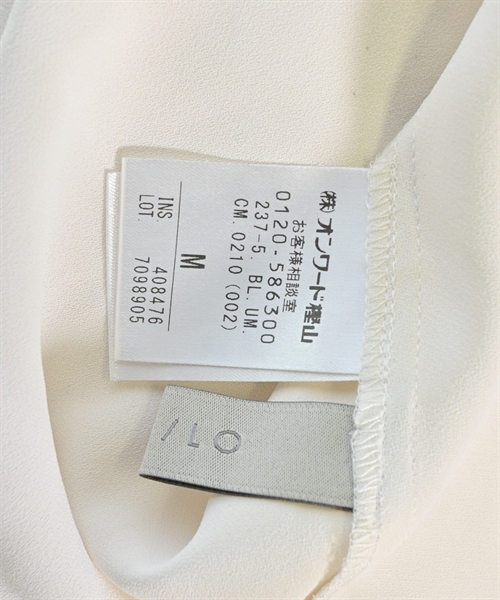 (株)オンワード樫山
お客様相談室
0120-586300
237-5. BL.UM.
CM. 0210 (002)
M
INS 408476
LOT. 7098905